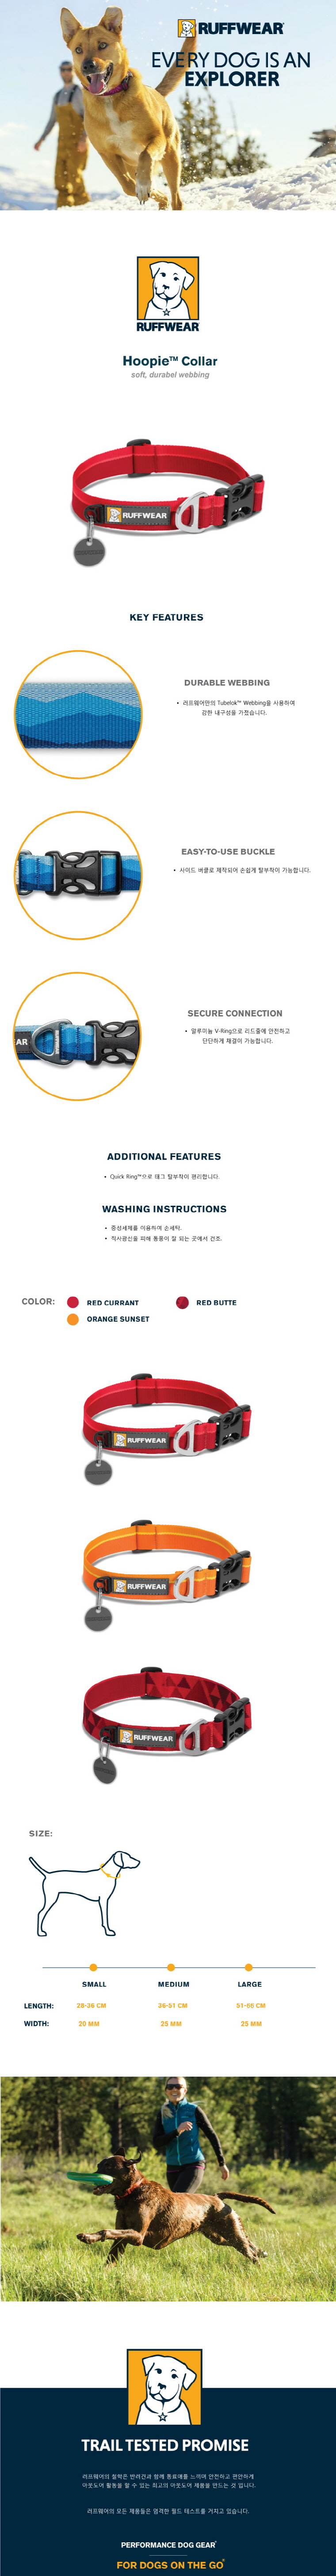 RUFFWEAR
EVERY DOG IS AN
EXPLORER
RUFFWEAR
Hoopie™ Collar
soft, durabel webbing
RUFFWEAR
KEY FEATURES
DURABLE WEBBING
• 러프웨어만의 Tubelok™ Webbing을 사용하여
강한 내구성을 가졌습니다.
EASY-TO-USE BUCKLE
• 사이드 버클로 제작되어 손쉽게 탈부착이 가능합니다.
SECURE CONNECTION
• 알루미늄 V-Ring으로 리드줄에 안전하고
단단하게 체결이 가능합니다.
AR
ADDITIONAL FEATURES
• Quick Ring™으로 태그 탈부착이 편리합니다.
WASHING INSTRUCTIONS
• 중성세제를 이용하여 손세탁.
• 직사광선을 피해 통풍이 잘 되는 곳에서 건조.
COLOR:
RED CURRANT
RED BUTTE
ORANGE SUNSET
RUFFWEAR
RUFFWEAR
RUFFWEAR
SIZE:
SMALL MEDIUM LARGE
LENGTH: 28-36 CM 36-51 CM 51-66 CM
WIDTH: 20 MM 25 MM 25 MM
TRAIL TESTED PROMISE
러프웨어의 철학은 반려견과 함께 동료애를 느끼며 안전하고 편안하게
아웃도어 활동을 할 수 있는 최고의 아웃도어 제품을 만드는 것 입니다.
러프웨어의 모든 제품들은 엄격한 필드 테스트를 거치고 있습니다.
PERFORMANCE DOG GEAR®
FOR DOGS ON THE GO®